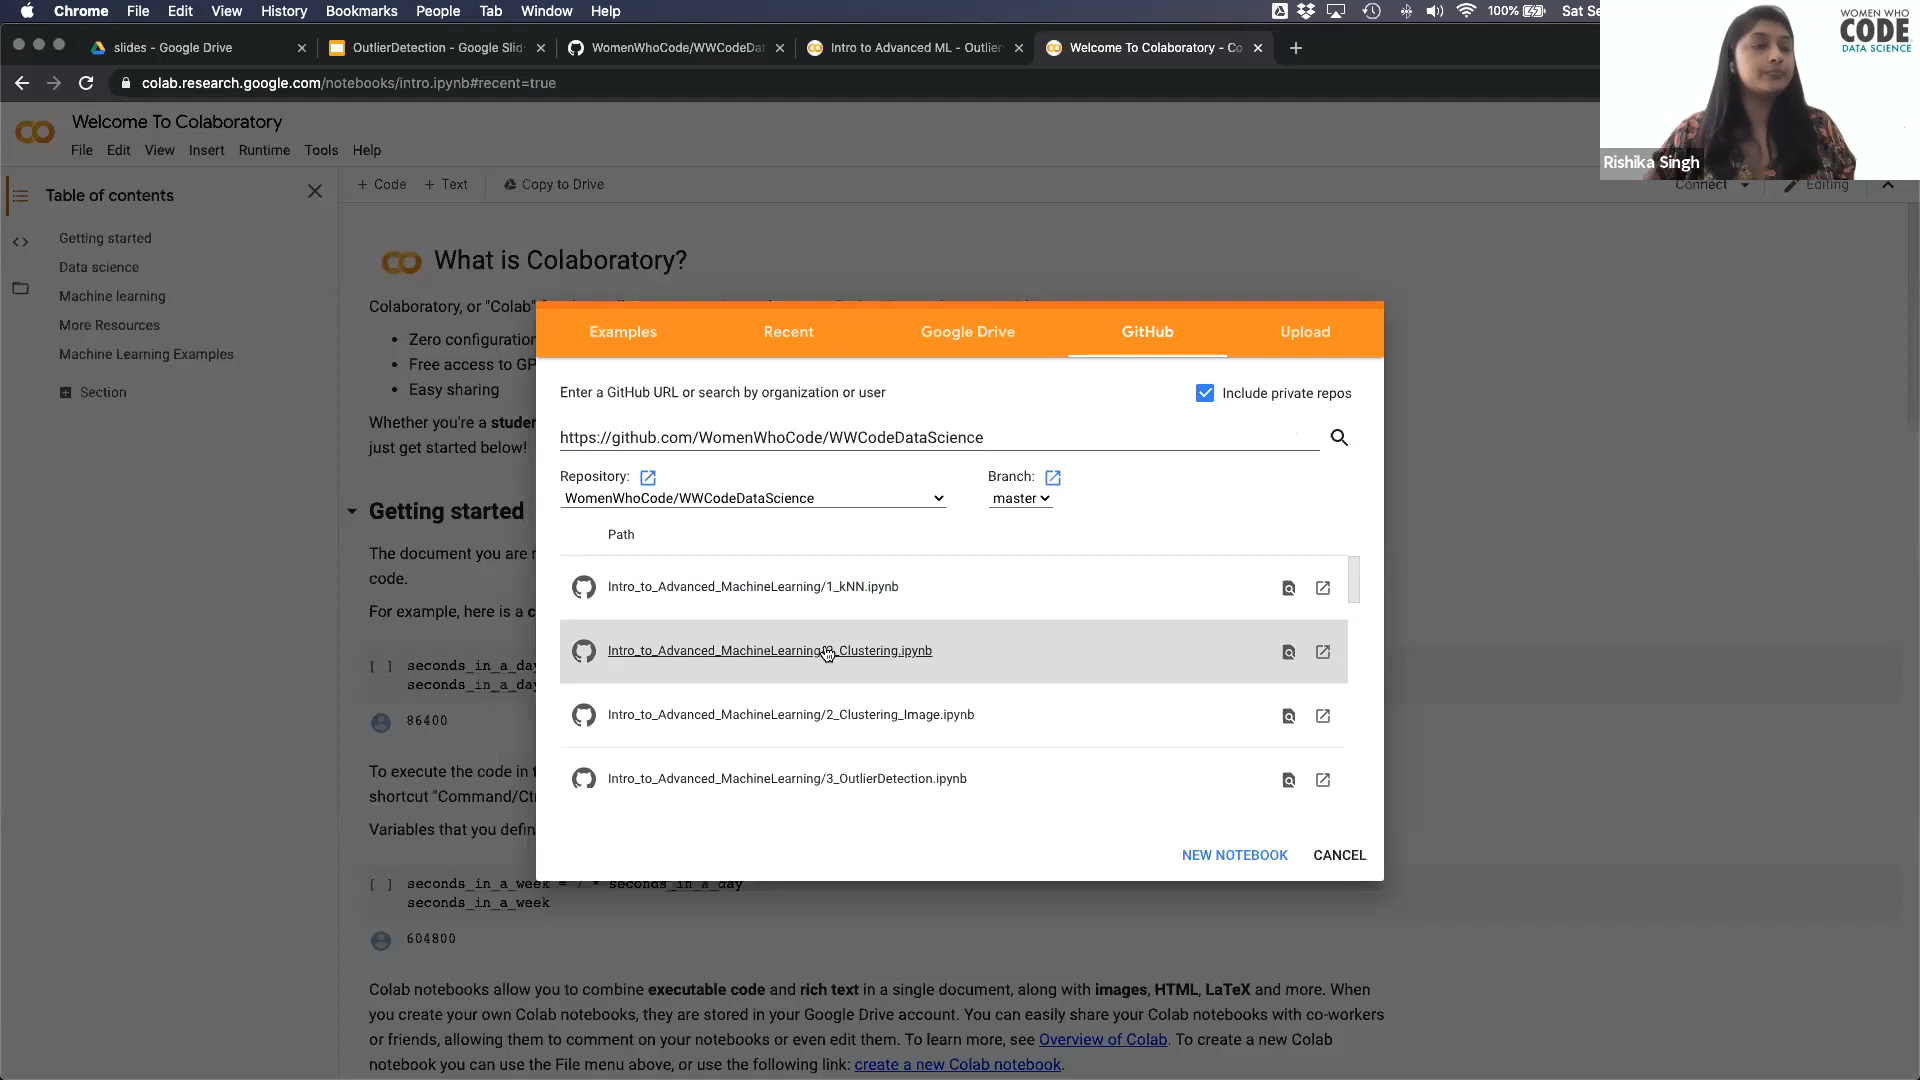 Chrome File Edit View History Bookmarks People Tab Window Help
100% Sat Se
slides - Google Drive
OutlierDetection - Google Slid
WomenWhoCode/WWCodeDat
Intro to Advanced ML - Outlier
Welcome To Colaboratory - Co
colab.research.google.com/notebooks/intro.ipynb#recent=true
WOMEN WHO
CODE
DATA SCIENCE
Rishika Singh
Welcome To Colaboratory
File Edit View Insert Runtime Tools Help
Table of contents
+ Code + Text Copy to Drive
Connect Editing
Getting started
Data science
Machine learning
More Resources
Machine Learning Examples
Section
What is Colaboratory?
Colaboratory, or "Colab"
• Zero configuration
• Free access to GP
• Easy sharing
Whether you're a studen
just get started below!
Getting started
The document you are r
code.
For example, here is a c
[ ] seconds_in_a_day
seconds_in_a_day
86400
To execute the code in t
shortcut "Command/Ctr
Variables that you defin
[ ] seconds_in_a_week = 7 * seconds_in_a_day
seconds_in_a_week
604800
Colab notebooks allow you to combine executable code and rich text in a single document, along with images, HTML, LaTeX and more. When
you create your own Colab notebooks, they are stored in your Google Drive account. You can easily share your Colab notebooks with co-workers
or friends, allowing them to comment on your notebooks or even edit them. To learn more, see Overview of Colab. To create a new Colab
notebook you can use the File menu above, or use the following link: create a new Colab notebook.
Examples Recent Google Drive GitHub Upload
Enter a GitHub URL or search by organization or user
Include private repos
https://github.com/WomenWhoCode/WWCodeDataScience
Repository: Branch:
WomenWhoCode/WWCodeDataScience master
Path
Intro_to_Advanced_MachineLearning/1_kNN.ipynb
Intro_to_Advanced_MachineLearning/2_Clustering.ipynb
Intro_to_Advanced_MachineLearning/2_Clustering_Image.ipynb
Intro_to_Advanced_MachineLearning/3_OutlierDetection.ipynb
NEW NOTEBOOK CANCEL